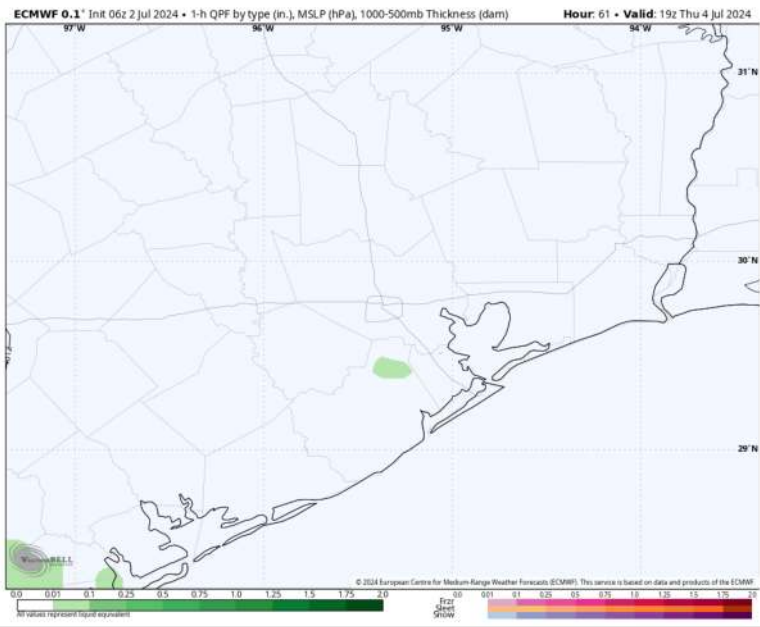 ECMWF 0.1° Init 06z 2 Jul 2024 • 1-h QPF by type (in.), MSLP (hPa), 1000-500mb Thickness (dam) Hour: 61 • Valid: 19z Thu 4 Jul 2024
97°W 96°W 95°W 94°W
31°N
30°N
29°N
WeatherBELL
© 2024 European Centre for Medium-Range Weather Forecasts (ECMWF). This service is based on data and products of the ECMWF
0.0 0.01 0.1 0.25 0.50 0.75 1.0 1.25 1.5 1.75 2.0 0.0 0.01 0.1 0.25 0.5 0.75 1.0 1.25 1.5 1.75 2.0
Frzr
Sleet
Snow
All values represent liquid equivalent